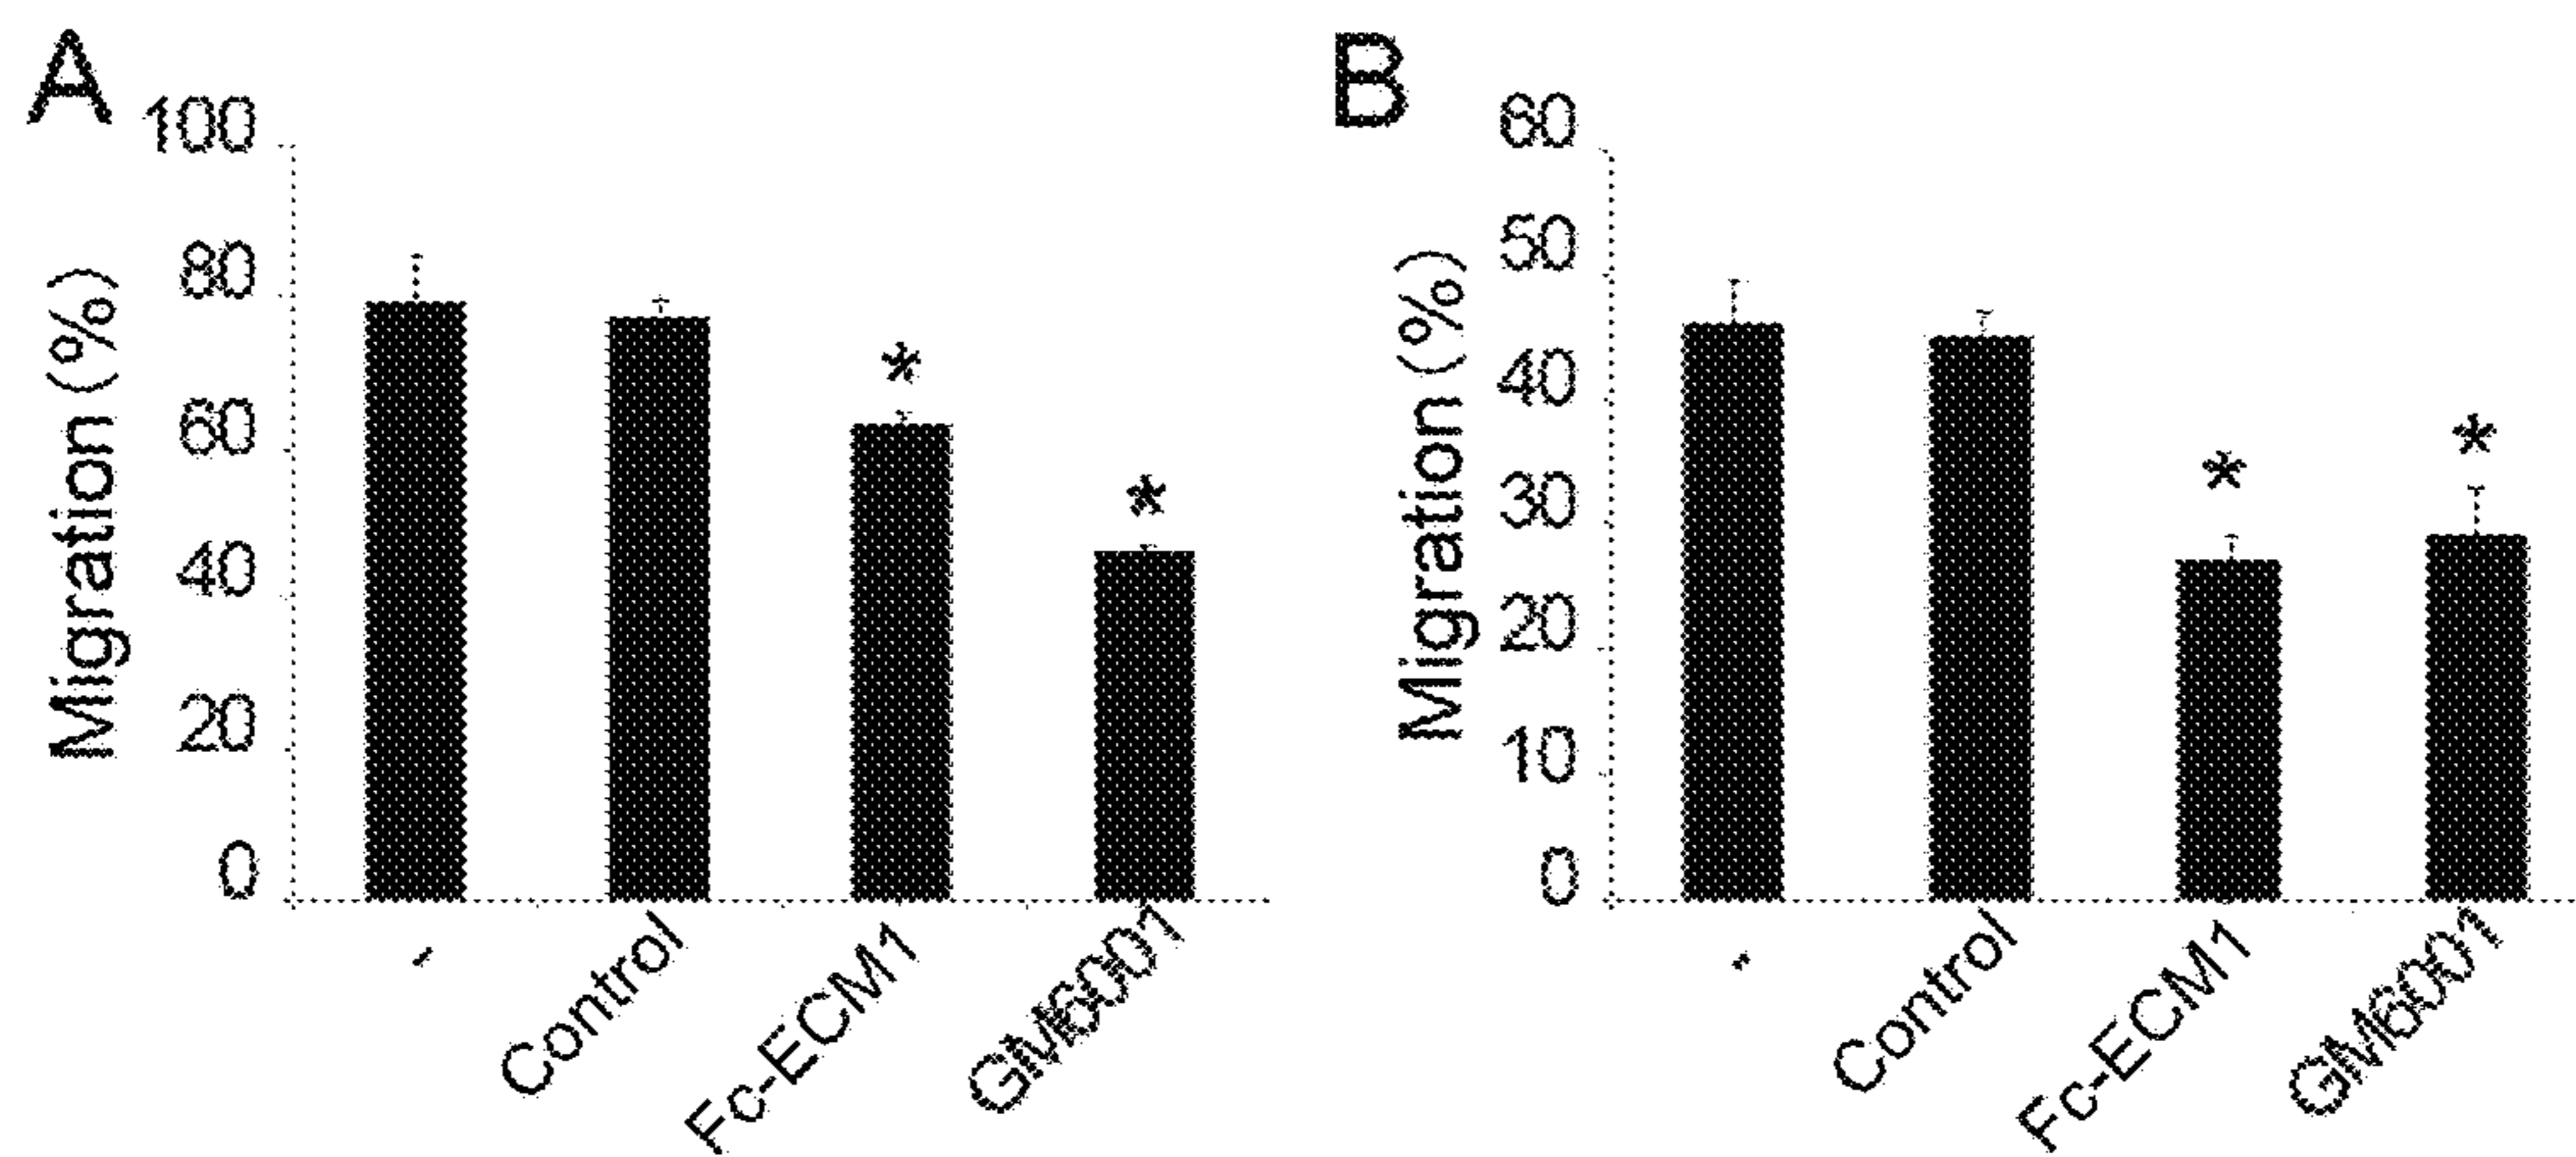 A
Migration (%)
100
80
60
40
20
0
*
*
-
Control
Fc-ECM1
GM6001
B
Migration (%)
60
50
40
30
20
10
0
*
*
-
Control
Fc-ECM1
GM6001